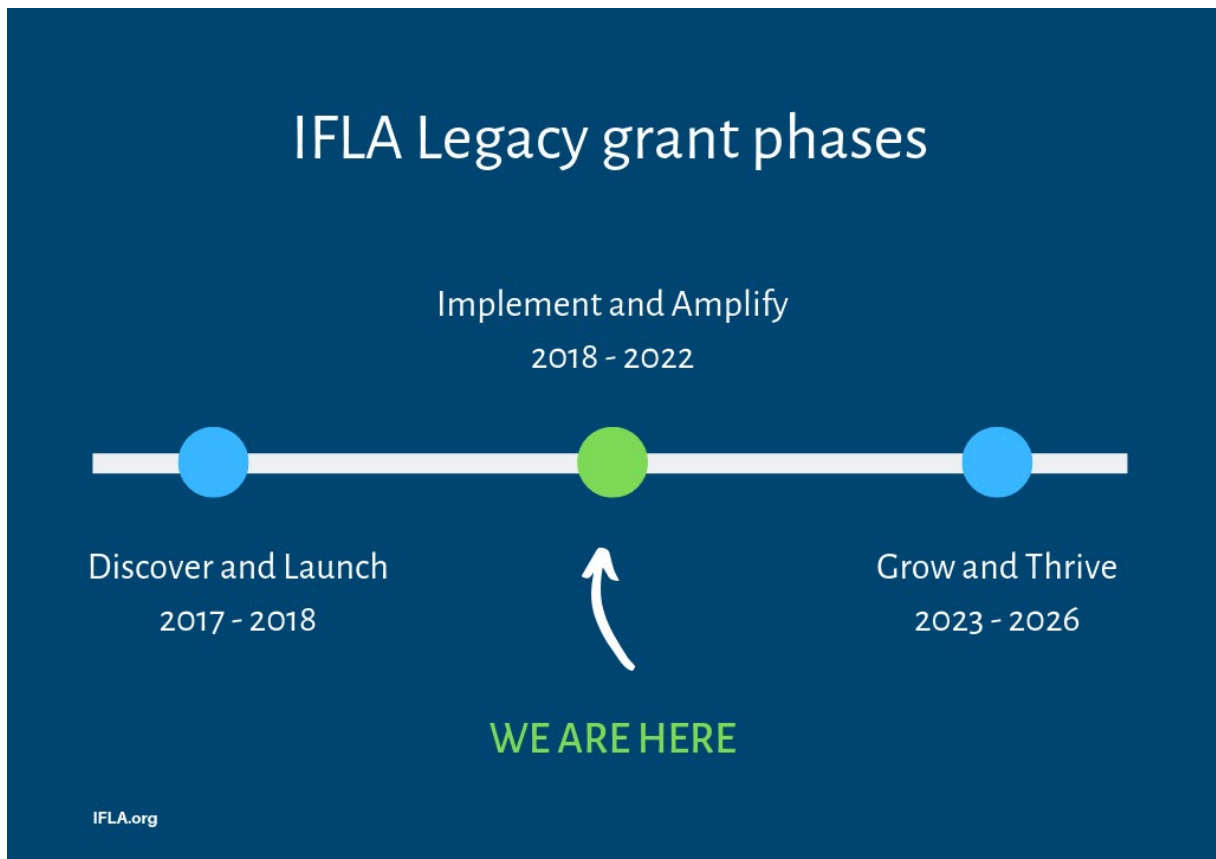 IFLA Legacy grant phases
Implement and Amplify
2018 - 2022
Discover and Launch
2017 - 2018
Grow and Thrive
2023 - 2026
WE ARE HERE
IFLA.org